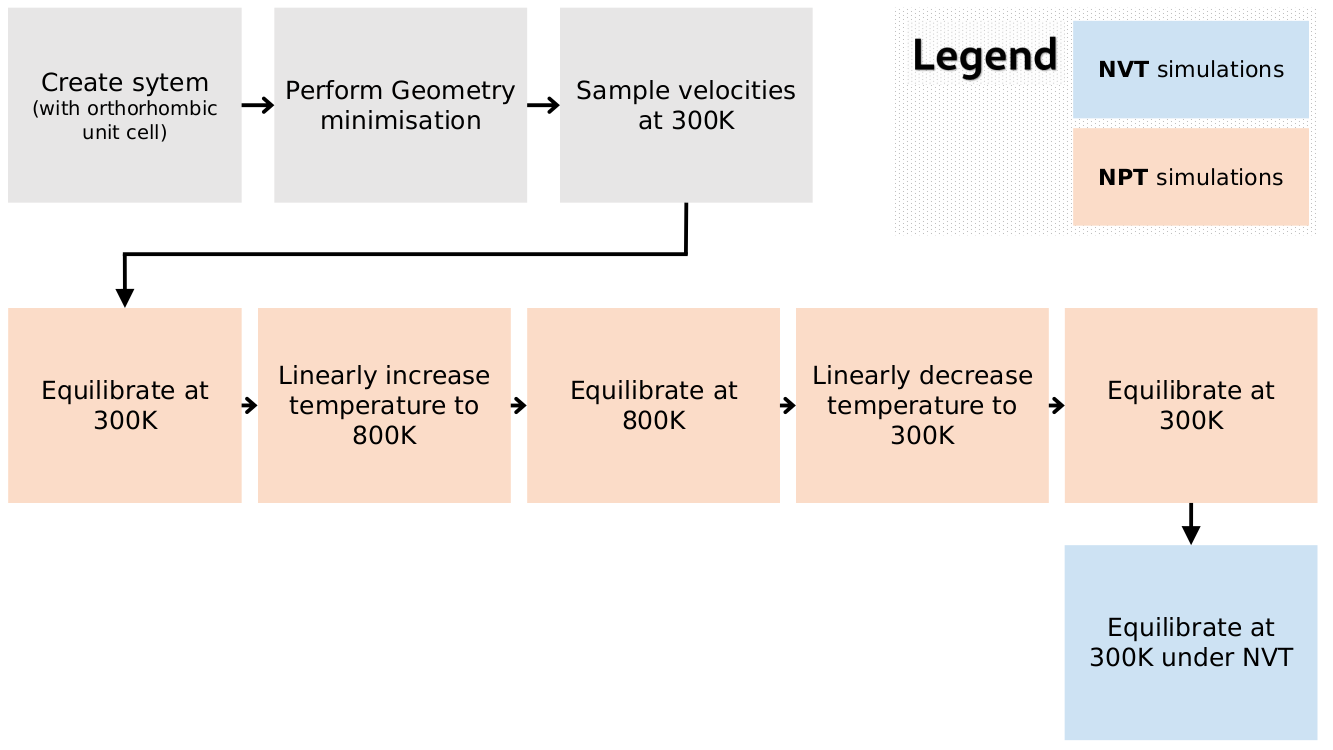 Create sytem
(with orthorhombic
unit cell)
Perform Geometry
minimisation
Sample velocities
at 300K
Legend
NVT simulations
NPT simulations
Equilibrate at
300K
Linearly increase
temperature to
800K
Equilibrate at
800K
Linearly decrease
temperature to
300K
Equilibrate at
300K
Equilibrate at
300K under NVT